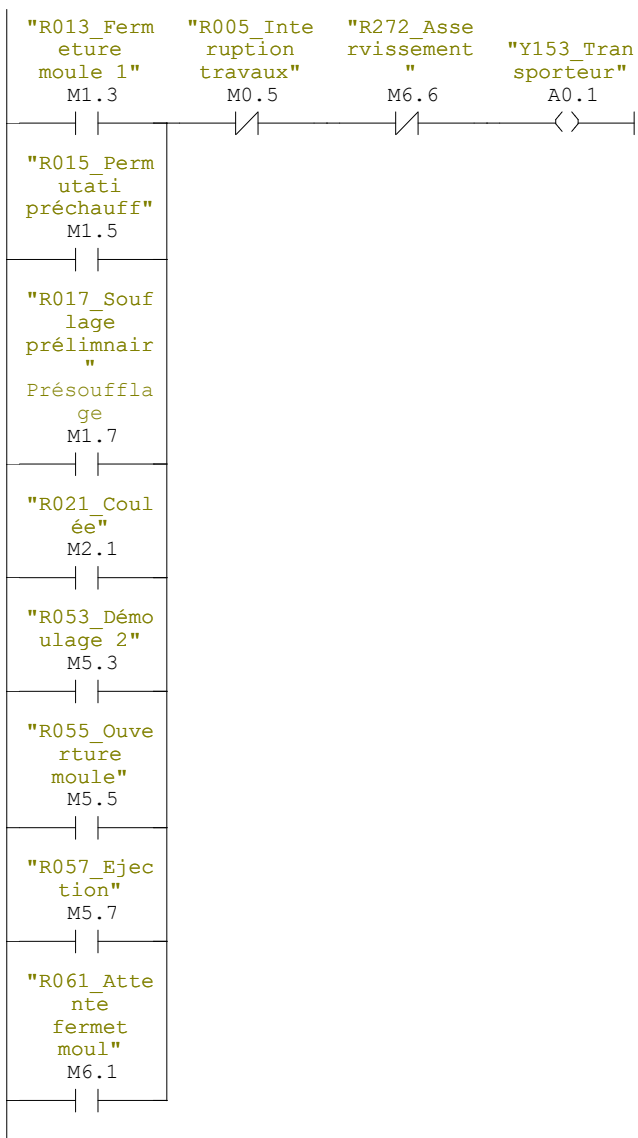 "R013_Ferm
eture
moule 1"
M1.3
"R005_Inte
ruption
travaux"
M0.5
"R272_Asse
rvissement
"
M6.6
"Y153_Tran
sporteur"
A0.1
"R015_Perm
utati
préchauff"
M1.5
"R017_Souf
flage
prélimnair
"
Présouffla
ge
M1.7
"R021_Coul
ée"
M2.1
"R053_Démo
ulage 2"
M5.3
"R055_Ouve
rture
moule"
M5.5
"R057_Ejec
tion"
M5.7
"R061_Atte
nte
fermet
moul"
M6.1